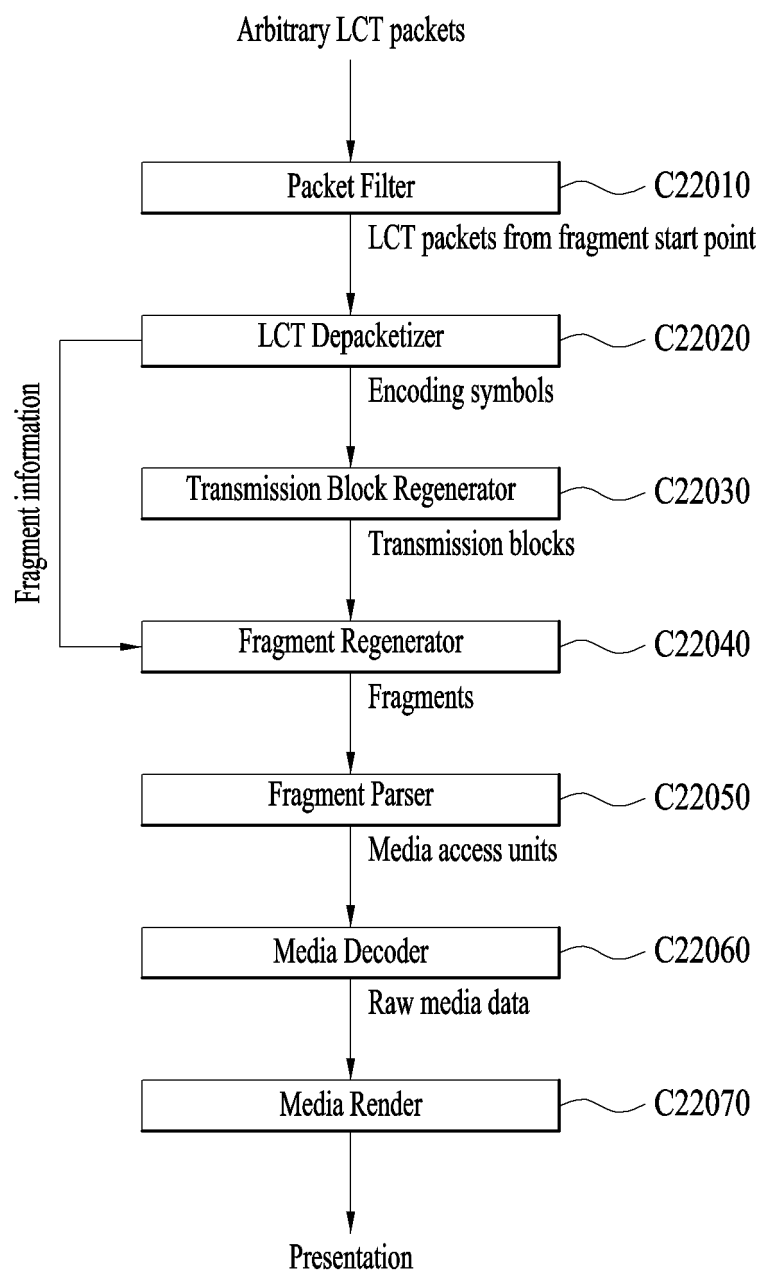 Arbitrary LCT packets
Packet Filter
C22010
LCT packets from fragment start point
LCT Depacketizer
C22020
Encoding symbols
Fragment information
Transmission Block Regenerator
C22030
Transmission blocks
Fragment Regenerator
C22040
Fragments
Fragment Parser
C22050
Media access units
Media Decoder
C22060
Raw media data
Media Render
C22070
Presentation